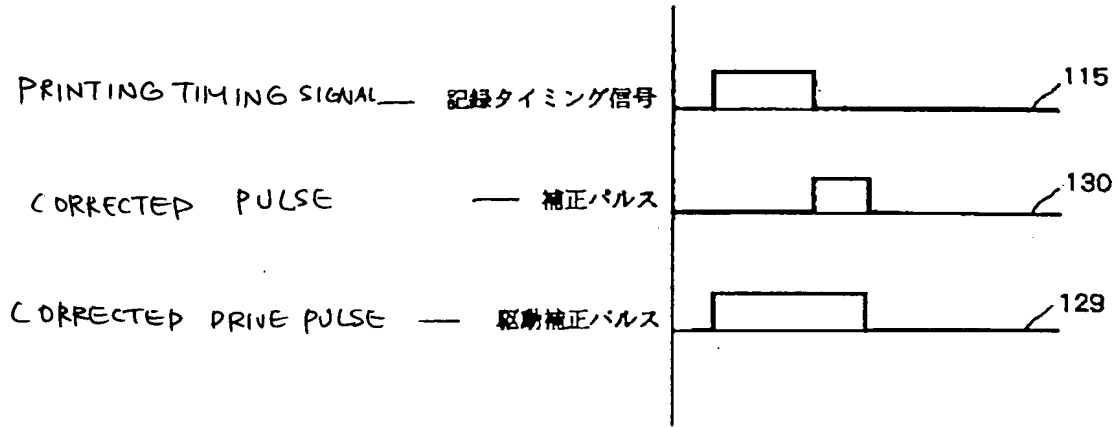 PRINTING TIMING SIGNAL — 記録タイミング信号 115
CORRECTED PULSE — 補正パルス 130
CORRECTED DRIVE PULSE — 駆動補正パルス 129